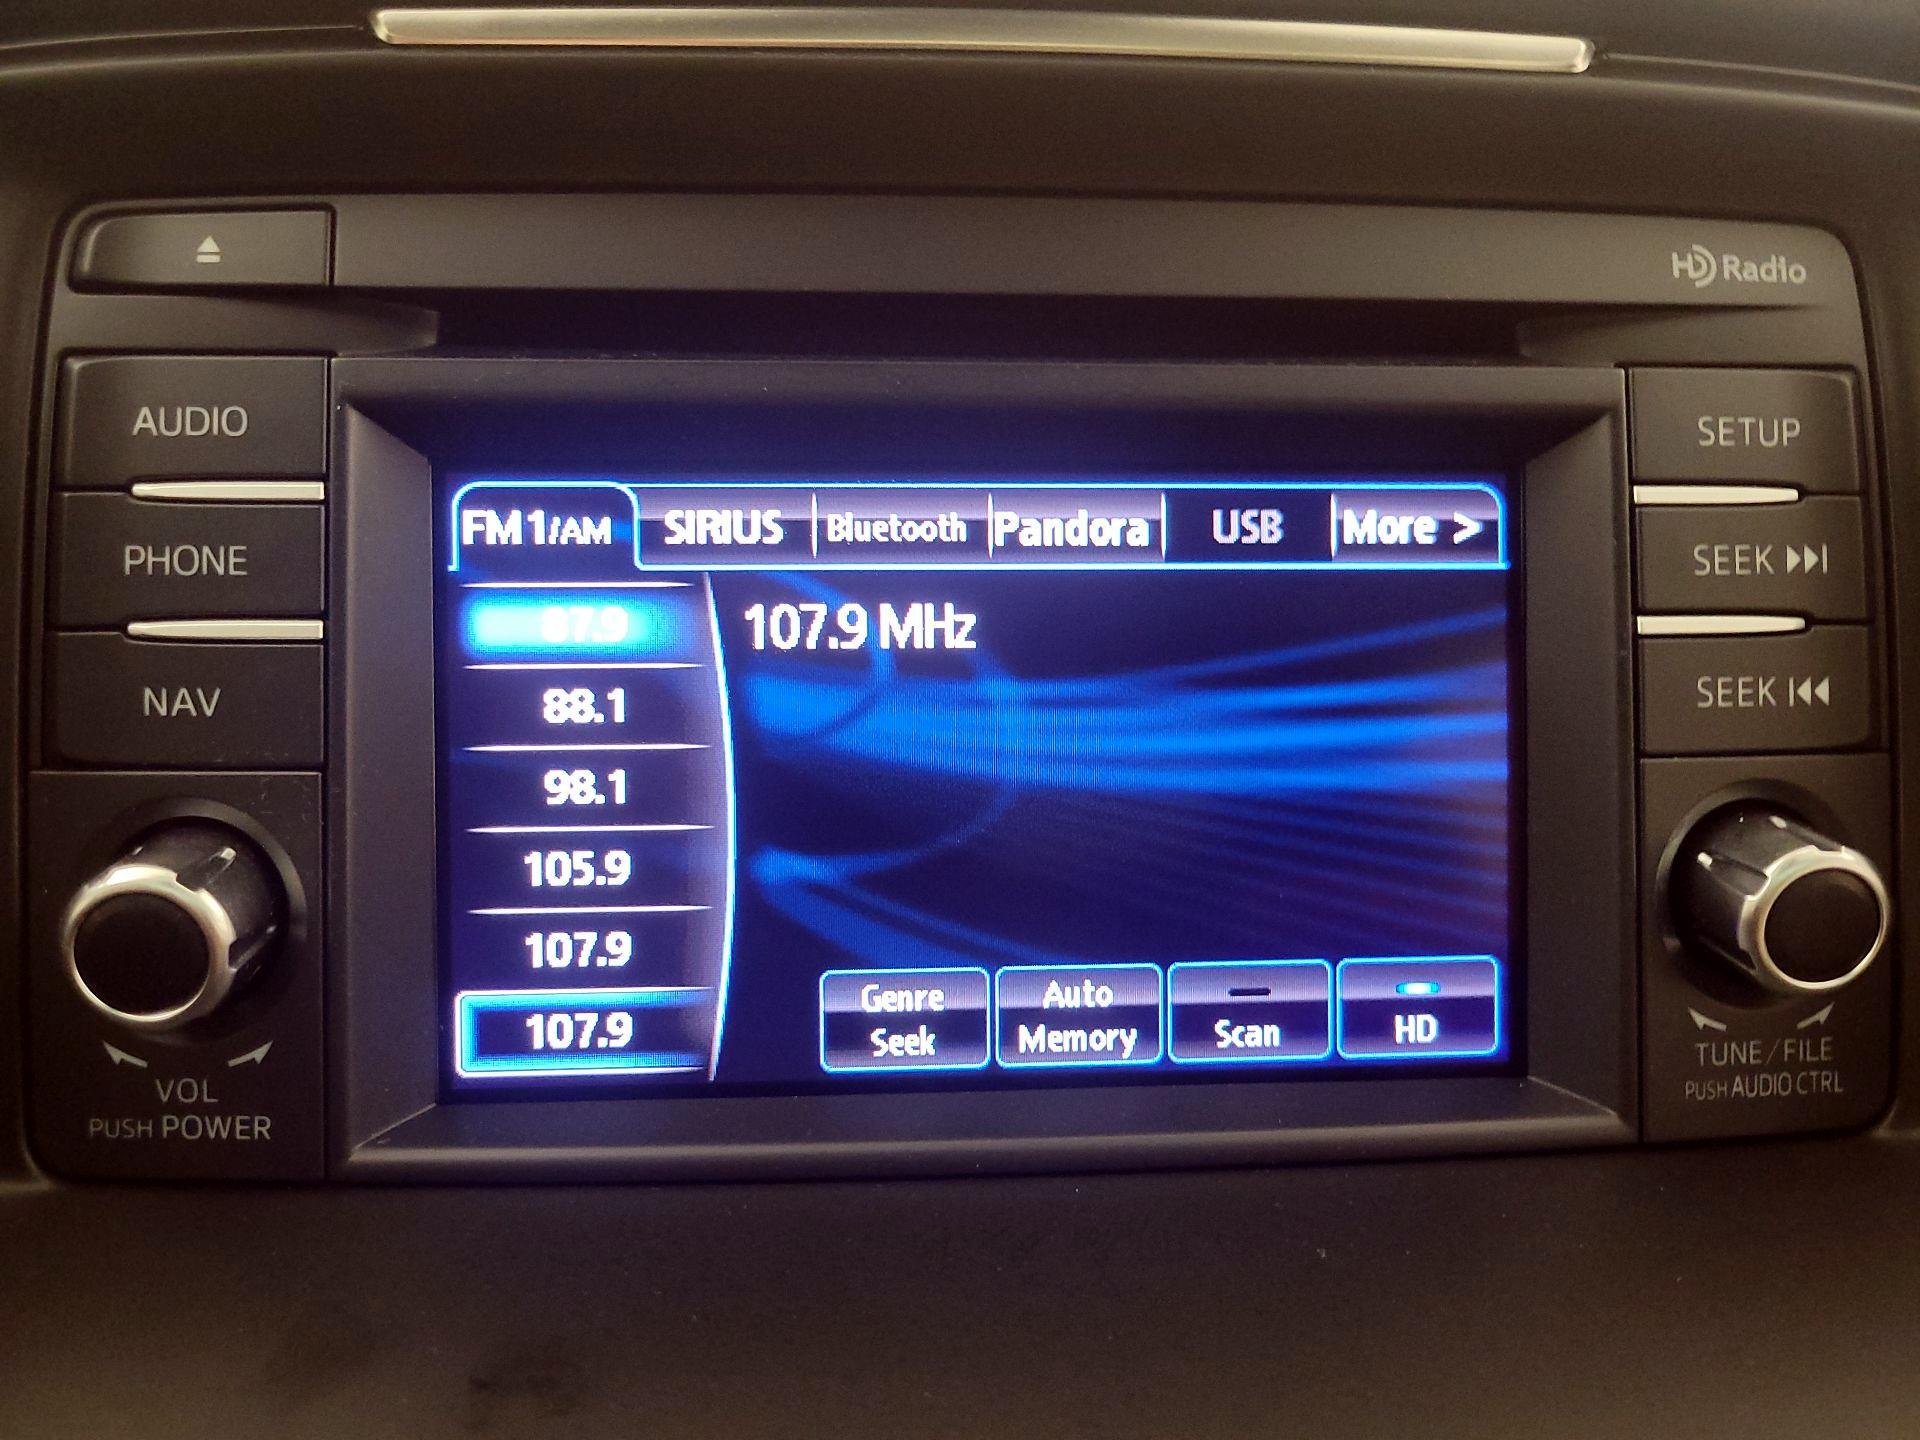 HD Radio
AUDIO
PHONE
NAV
VOL
PUSH POWER
FM1/AM SIRIUS Bluetooth Pandora USB More >
87.9
88.1
98.1
105.9
107.9
107.9
107.9 MHz
Genre
Seek
Auto
Memory
Scan
HD
SETUP
SEEK
SEEK
TUNE/FILE
PUSH AUDIO CTRL